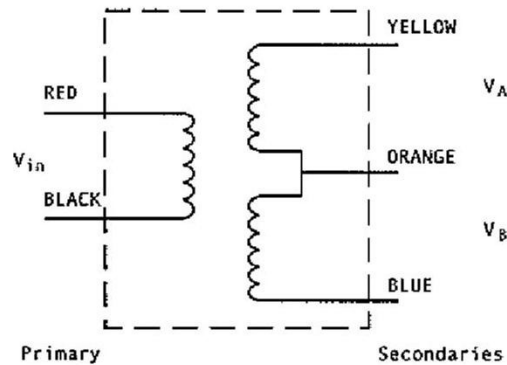 YELLOW
RED
V_A
V_in
ORANGE
BLACK
V_B
BLUE
Primary
Secondaries